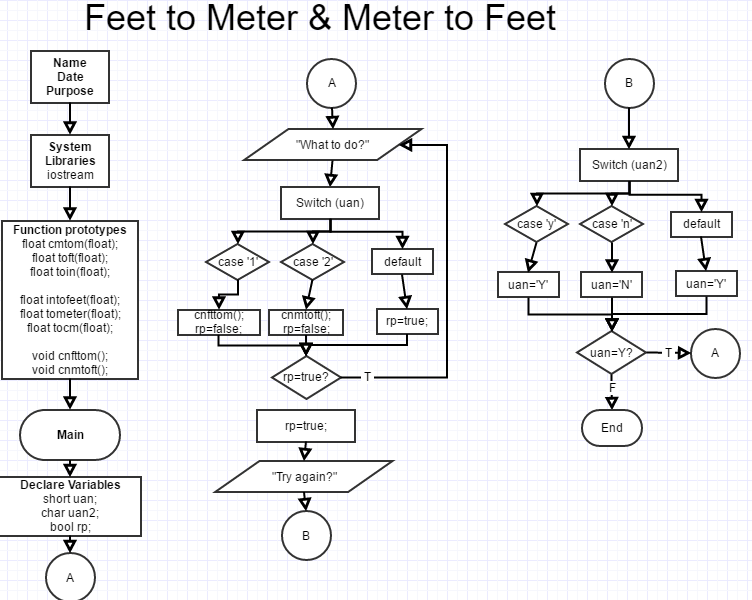 Feet to Meter & Meter to Feet
Name
Date
Purpose
System
Libraries
iostream
Function prototypes
float cmtom(float);
float toft(float);
float toin(float);
float intofeet(float);
float tometer(float);
float tocm(float);
void cnfttom();
void cnmtoft();
Main
Declare Variables
short uan;
char uan2;
bool rp;
A
A
"What to do?"
Switch (uan)
case '1'
case '2'
default
cnfttom();
rp=false;
cnmtoft();
rp=false;
rp=true;
rp=true?
T
rp=true;
"Try again?"
B
B
Switch (uan2)
case 'y'
case 'n'
default
uan='Y'
uan='N'
uan='Y'
uan=Y?
T
A
F
End